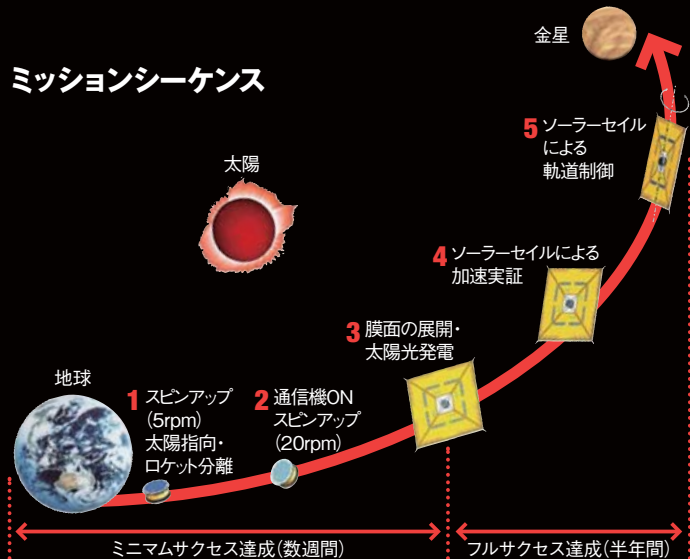 ミッションシーケンス
金星
太陽
地球
1 スピンアップ
(5rpm)
太陽指向・
ロケット分離
2 通信機ON
スピンアップ
(20rpm)
3 膜面の展開・
太陽光発電
4 ソーラーセイルによる
加速実証
5 ソーラーセイル
による
軌道制御
ミニマムサクセス達成(数週間)
フルサクセス達成(半年間)